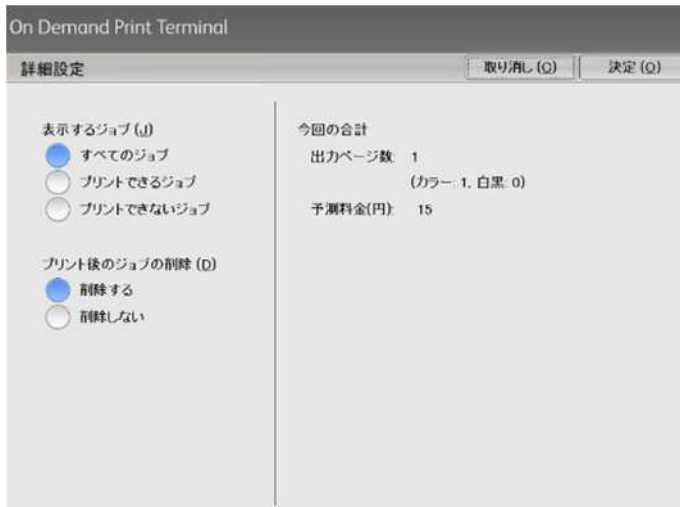 On Demand Print Terminal
詳細設定
取り消し(C)
決定(O)
表示するジョブ(J)
すべてのジョブ
プリントできるジョブ
プリントできないジョブ
プリント後のジョブの削除(D)
削除する
削除しない
今回の合計
出力ページ数: 1
(カラー: 1, 白黒: 0)
予測料金(円): 15